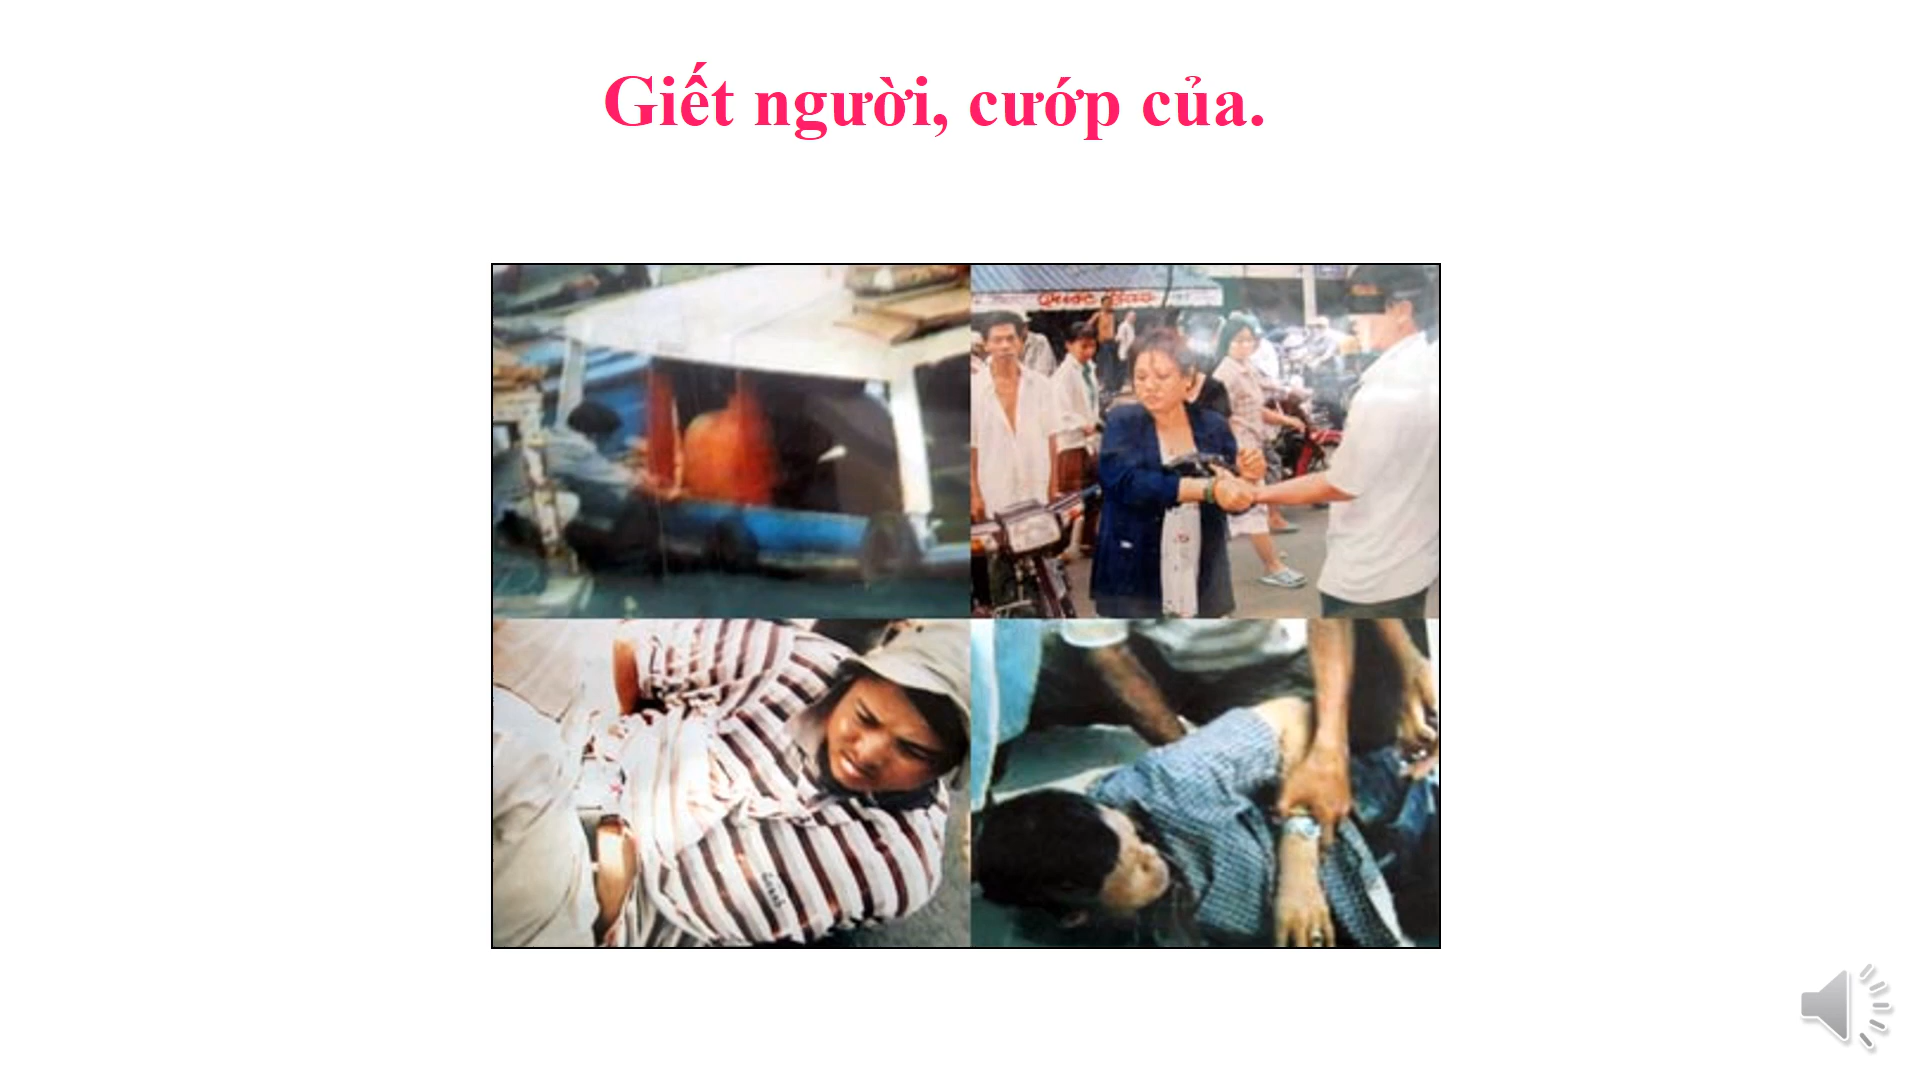 Giết người, cướp của.